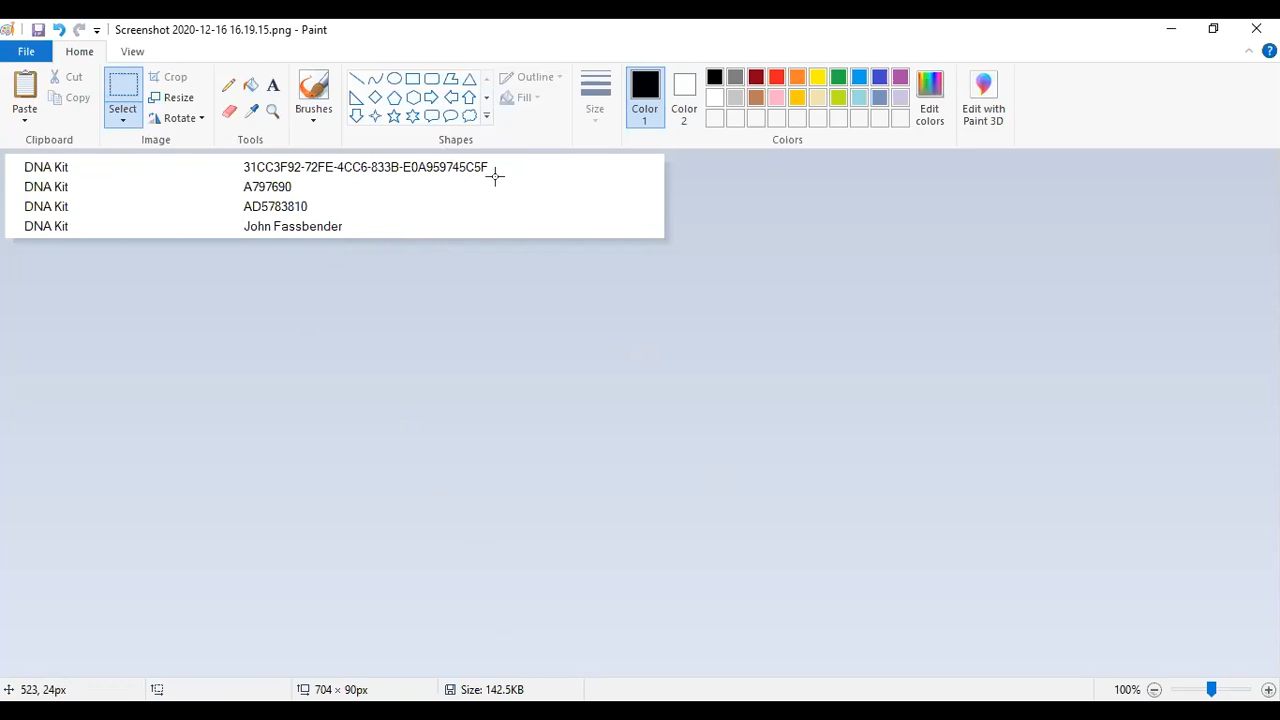 Screenshot 2020-12-16 16.19.15.png - Paint
File Home View
Paste
Cut
Copy
Clipboard
Select
Crop
Resize
Rotate
Image
A
Tools
Brushes
Shapes
Outline
Fill
Size
Color 1
Color 2
Colors
Edit colors
Edit with Paint 3D
DNA Kit 31CC3F92-72FE-4CC6-833B-E0A959745C5F
DNA Kit A797690
DNA Kit AD5783810
DNA Kit John Fassbender
523, 24px 704 × 90px Size: 142.5KB 100%